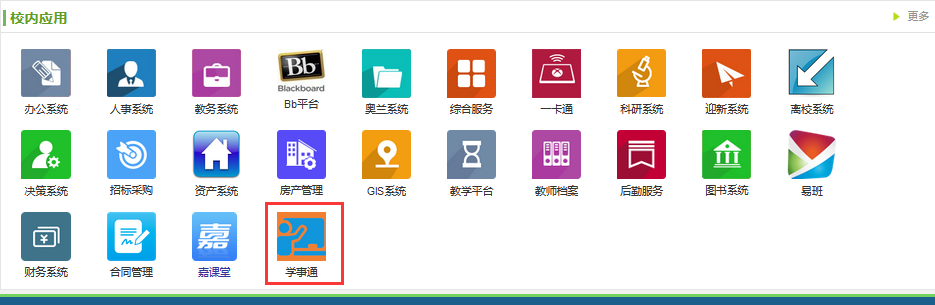 校内应用
更多
办公系统
人事系统
教务系统
Bb
Blackboard
Bb平台
奥兰系统
综合服务
一卡通
科研系统
迎新系统
离校系统
决策系统
招标采购
资产系统
房产管理
GIS系统
教学平台
教师档案
后勤服务
图书系统
易班
财务系统
合同管理
嘉
嘉课堂
学事通